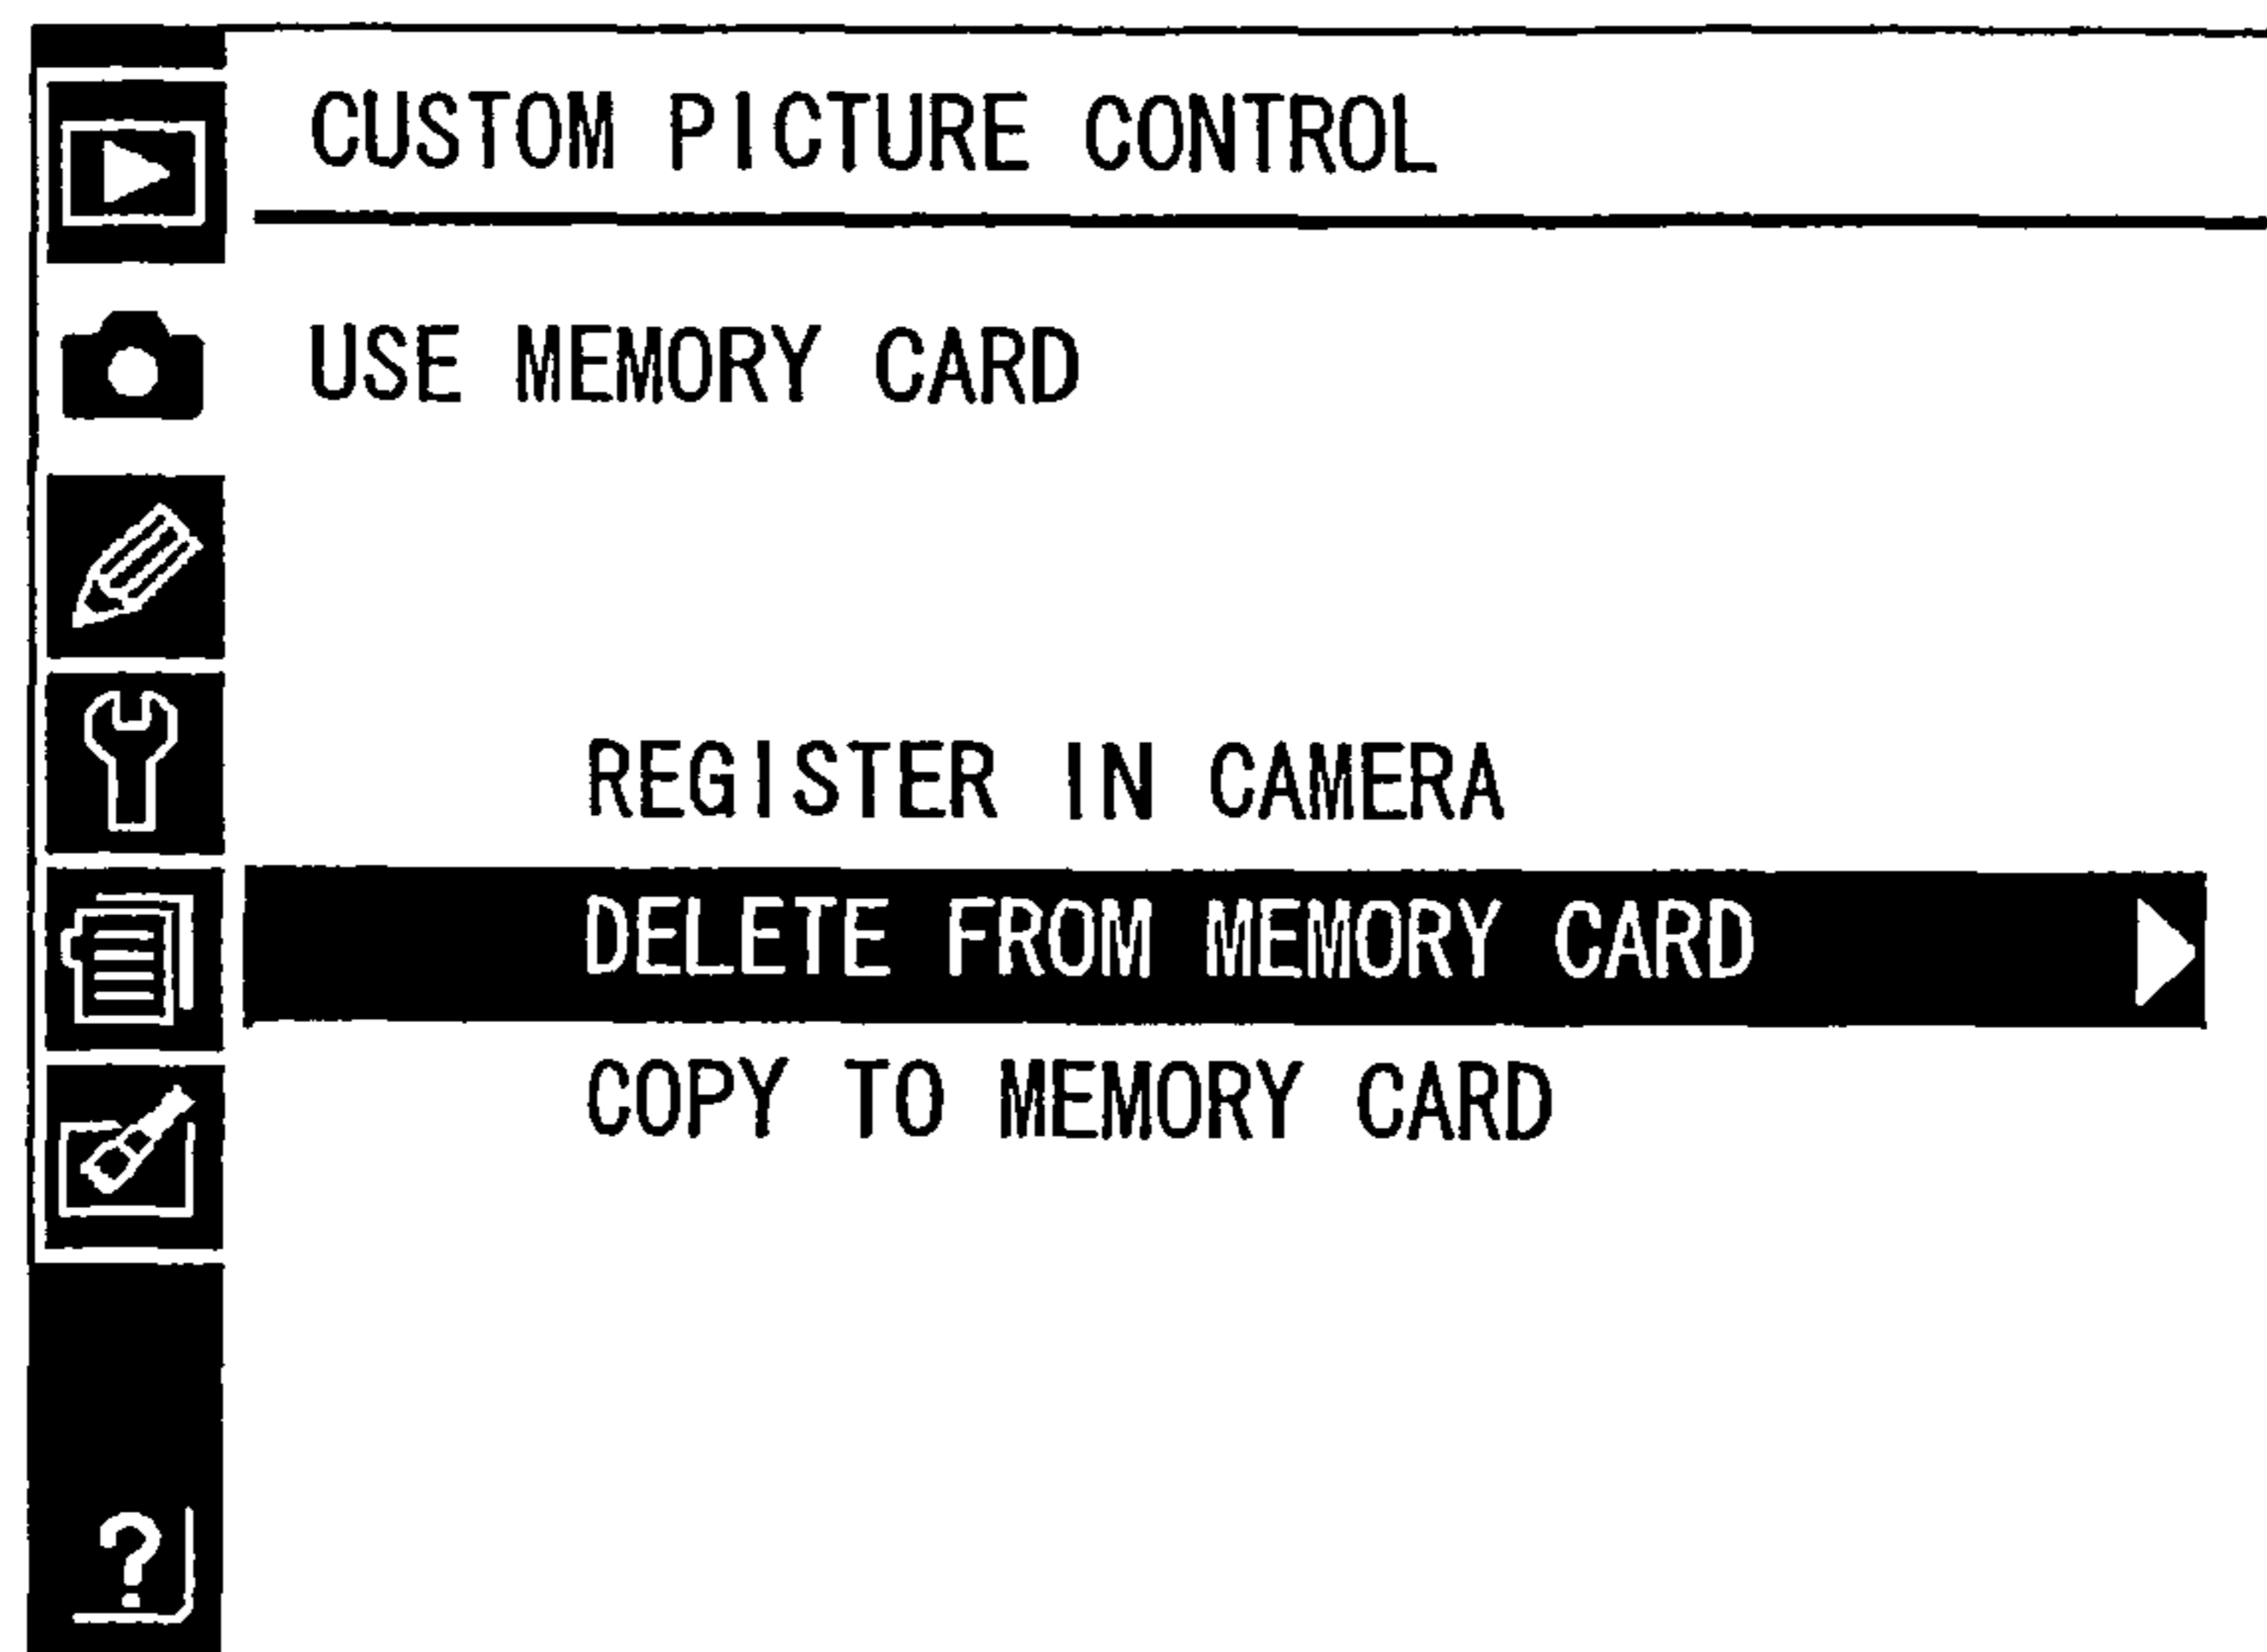 CUSTOM PICTURE CONTROL
USE MEMORY CARD
REGISTER IN CAMERA
DELETE FROM MEMORY CARD
COPY TO MEMORY CARD
?